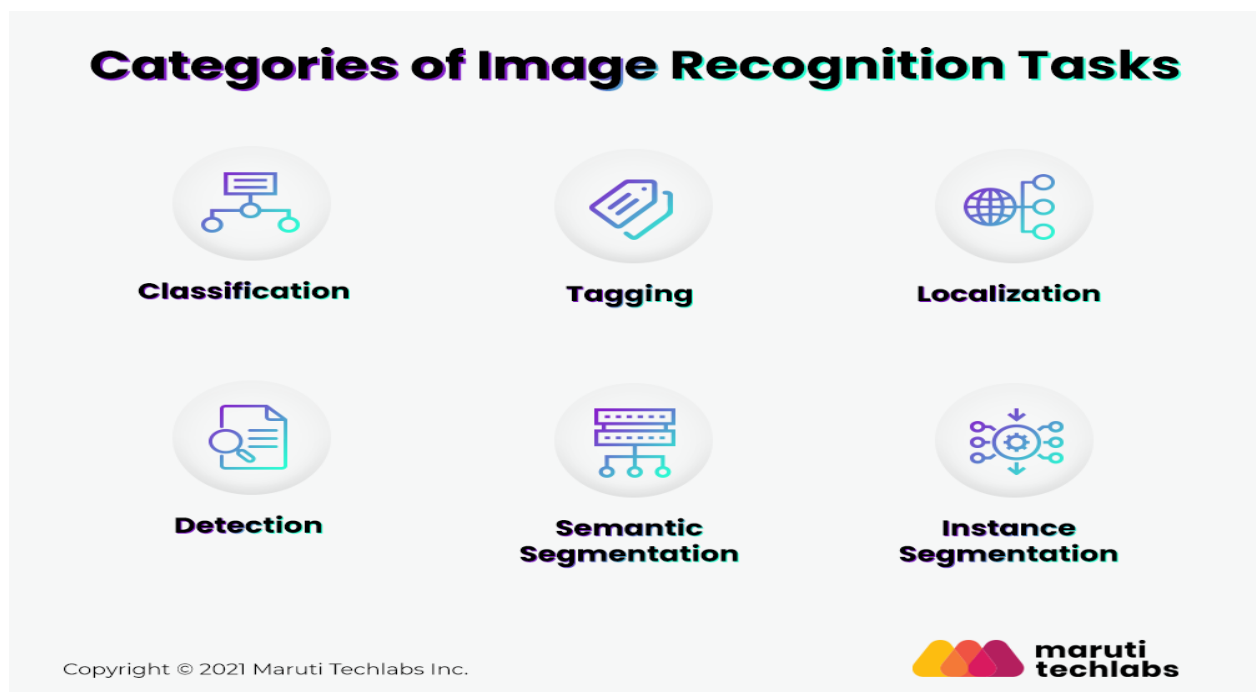 Categories of Image Recognition Tasks
Classification
Tagging
Localization
Detection
Semantic
Segmentation
Instance
Segmentation
Copyright © 2021 Maruti Techlabs Inc.
maruti
techlabs